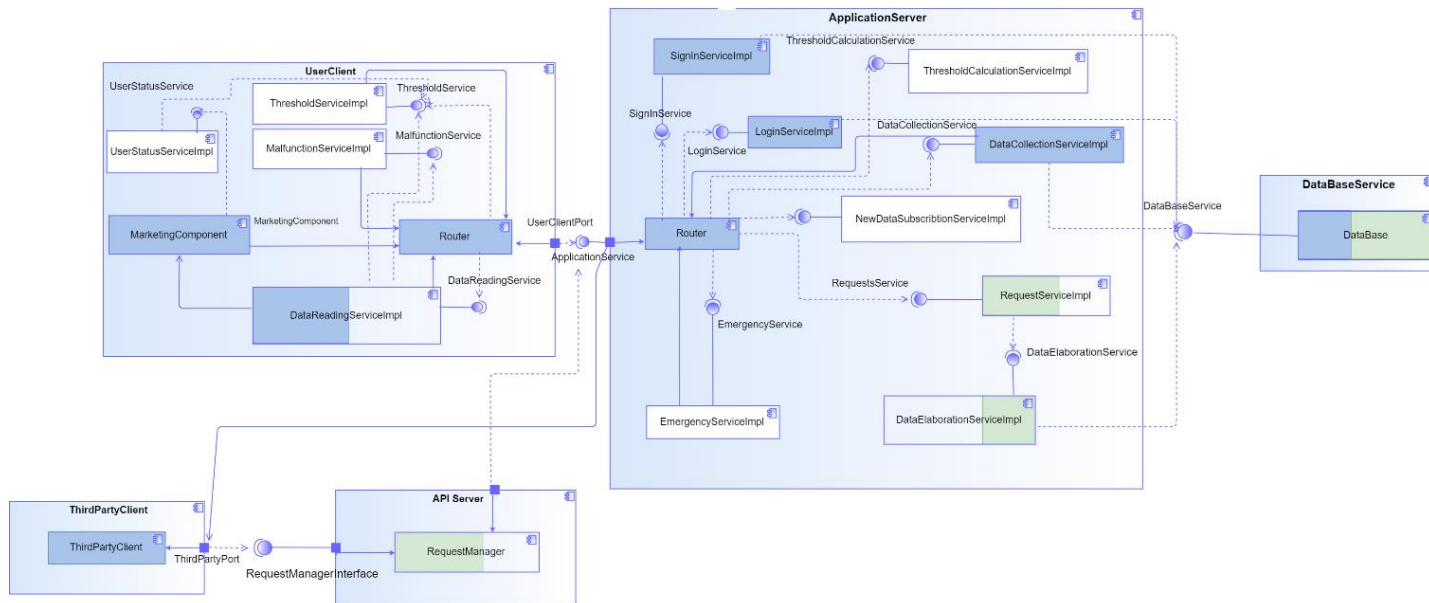 ApplicationServer
SignInServiceImpl
ThresholdCalculationService
ThresholdCalculationServiceImpl
UserClient
UserStatusService
ThresholdService
ThresholdServiceImpl
SignInService
MalfunctionService
MalfunctionServiceImpl
UserStatusServiceImpl
LoginServiceImpl
LoginService
DataCollectionService
DataCollectionServiceImpl
DataBaseService
DataBaseService
DataBase
MarketingComponent
MarketingComponent
Router
UserClientPort
ApplicationService
Router
NewDataSubscribtionServiceImpl
DataReadingService
DataReadingServiceImpl
RequestsService
RequestServiceImpl
EmergencyService
DataElaborationService
EmergencyServiceImpl
DataElaborationServiceImpl
ThirdPartyClient
ThirdPartyClient
ThirdPartyPort
RequestManagerInterface
API Server
RequestManager